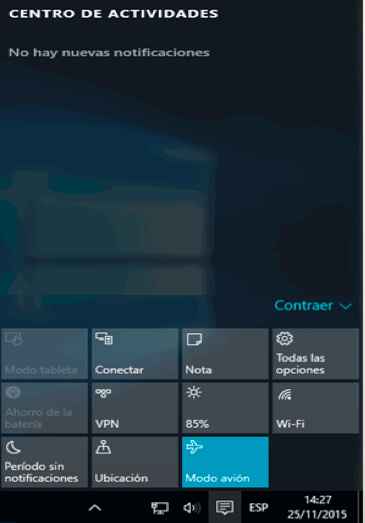 CENTRO DE ACTIVIDADES
No hay nuevas notificaciones
Contraer
Modo tableta
Conectar
Nota
Todas las
opciones
Ahorro de la
batería
VPN
85%
Wi-Fi
Período sin
notificaciones
Ubicación
Modo avión
ESP
14:27
25/11/2015